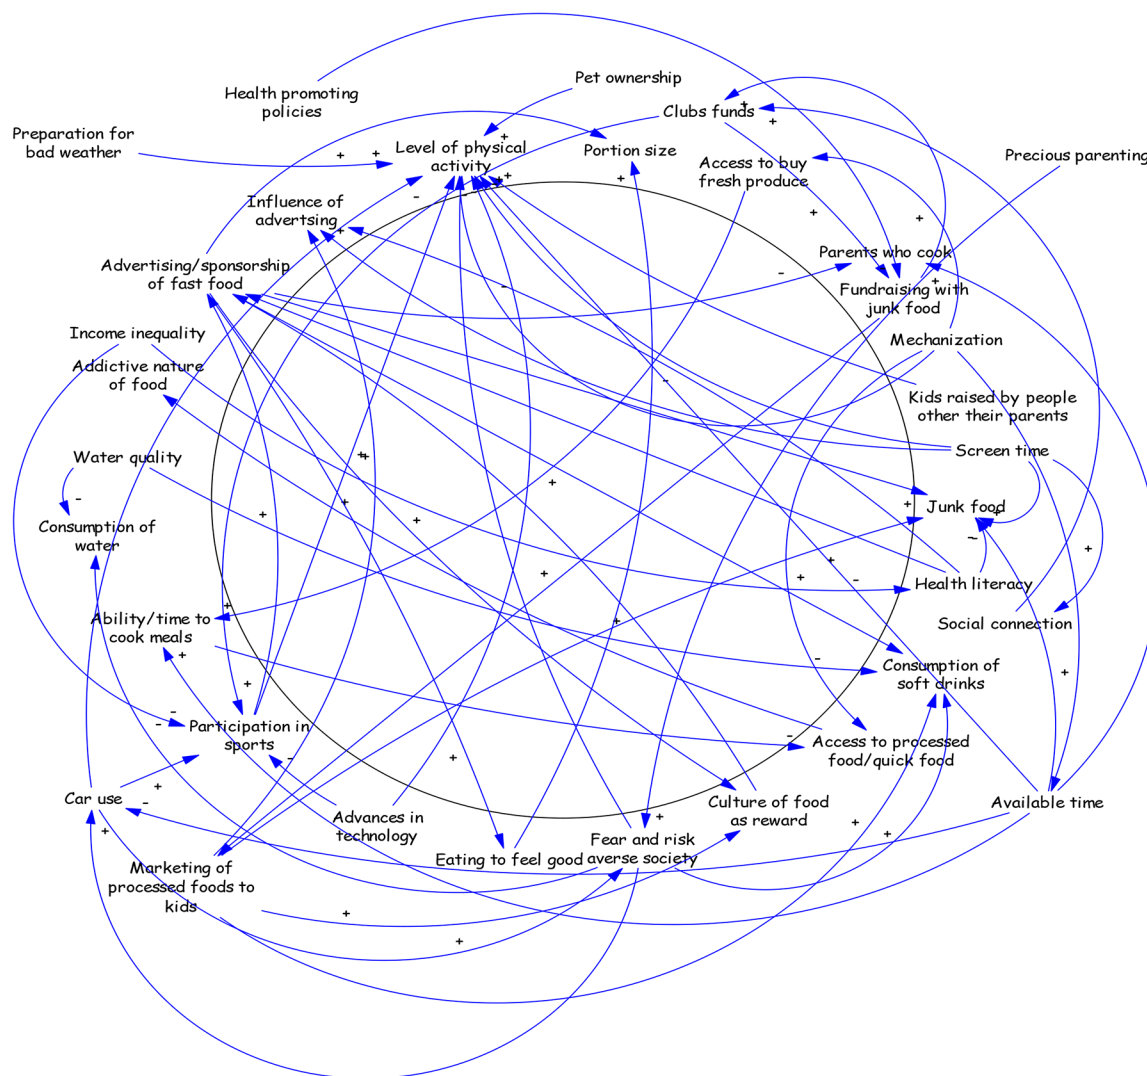 Health promoting
policies
Pet ownership
Clubs funds
Preparation for
bad weather
Level of physical
activity
Portion size
Access to buy
fresh produce
Precious parenting
Influence of
advertsing
Parents who cook
Advertising/sponsorship
of fast food
Fundraising with
junk food
Income inequality
Mechanization
Addictive nature
of food
Kids raised by people
other their parents
Water quality
Screen time
Consumption of
water
Junk food
Health literacy
Ability/time to
cook meals
Social connection
Consumption of
soft drinks
Participation in
sports
Access to processed
food/quick food
Car use
Advances in
technology
Culture of food
as reward
Available time
Marketing of
processed foods to
kids
Eating to feel good
Fear and risk
averse society